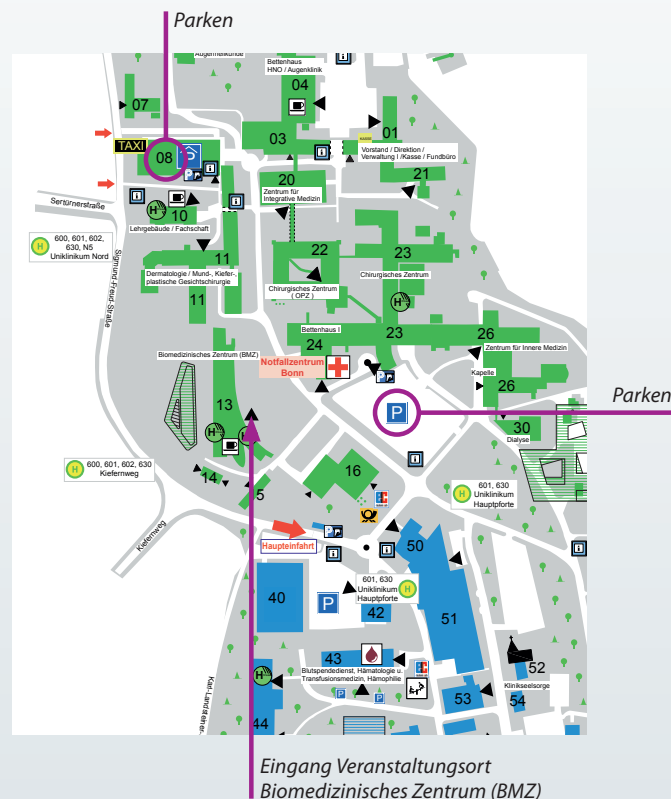 Parken
Augenheilkunde
Bettenhaus
HNO / Augenklinik
04
07
TAXI
08
03
KASSE
01
Vorstand / Direktion /
Verwaltung I /Kasse / Fundbüro
20
21
Zentrum für
Integrative Medizin
Sertürnerstraße
H
10
Lehrgebäude / Fachschaft
H
600, 601, 602,
630, N5
Uniklinikum Nord
Sigmund-Freud-Straße
11
Dermatologie / Mund-, Kiefer-,
plastische Gesichtschirurgie
11
22
Chirurgisches Zentrum
( OPZ )
23
Chirurgisches Zentrum
H
Bettenhaus I
23
24
26
Zentrum für Innere Medizin
Biomedizinisches Zentrum (BMZ)
Notfallzentrum
Bonn
Kapelle
26
P
Parken
13
30
Dialyse
H
H
H
600, 601, 602, 630
Kiefernweg
14
5
16
H
601, 630
Uniklinikum
Hauptpforte
Kiefernweg
Haupteinfahrt
50
40
P
601, 630
Uniklinikum
Hauptpforte
H
42
51
43
Blutspendedienst, Hämatologie u.
Transfusionsmedizin, Hämophilie
52
Klinikseelsorge
H
P
P
53
54
44
Karl-Landsteiner-
Eingang Veranstaltungsort
Biomedizinisches Zentrum (BMZ)